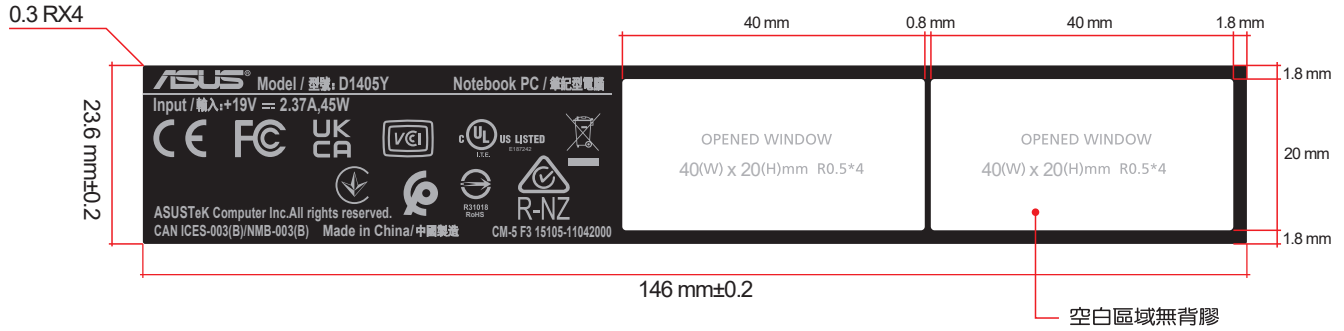 0.3 RX4
40 mm
0.8 mm
40 mm
1.8 mm
ASUS® Model / 型號: D1405Y Notebook PC / 筆記型電腦
Input / 輸入:+19V ⎓ 2.37A,45W
CE FC UK CA VCI c UL US LISTED
I.T.E. E187242
R31018
RoHS
R-NZ
ASUSTeK Computer Inc.All rights reserved.
CAN ICES-003(B)/NMB-003(B) Made in China/中國製造 CM-5 F3 15105-11042000
OPENED WINDOW
40(W) x 20(H)mm R0.5*4
OPENED WINDOW
40(W) x 20(H)mm R0.5*4
1.8 mm
20 mm
1.8 mm
23.6 mm±0.2
146 mm±0.2
空白區域無背膠